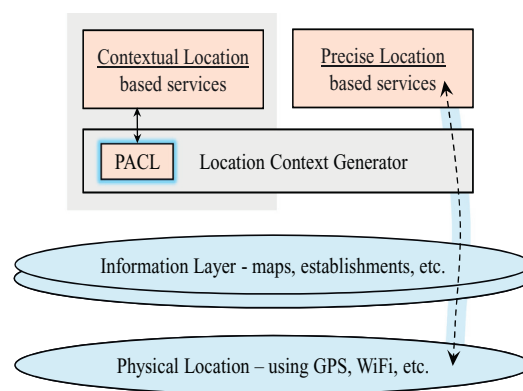 Contextual Location
based services
Precise Location
based services
PACL
Location Context Generator
Information Layer - maps, establishments, etc.
Physical Location – using GPS, WiFi, etc.